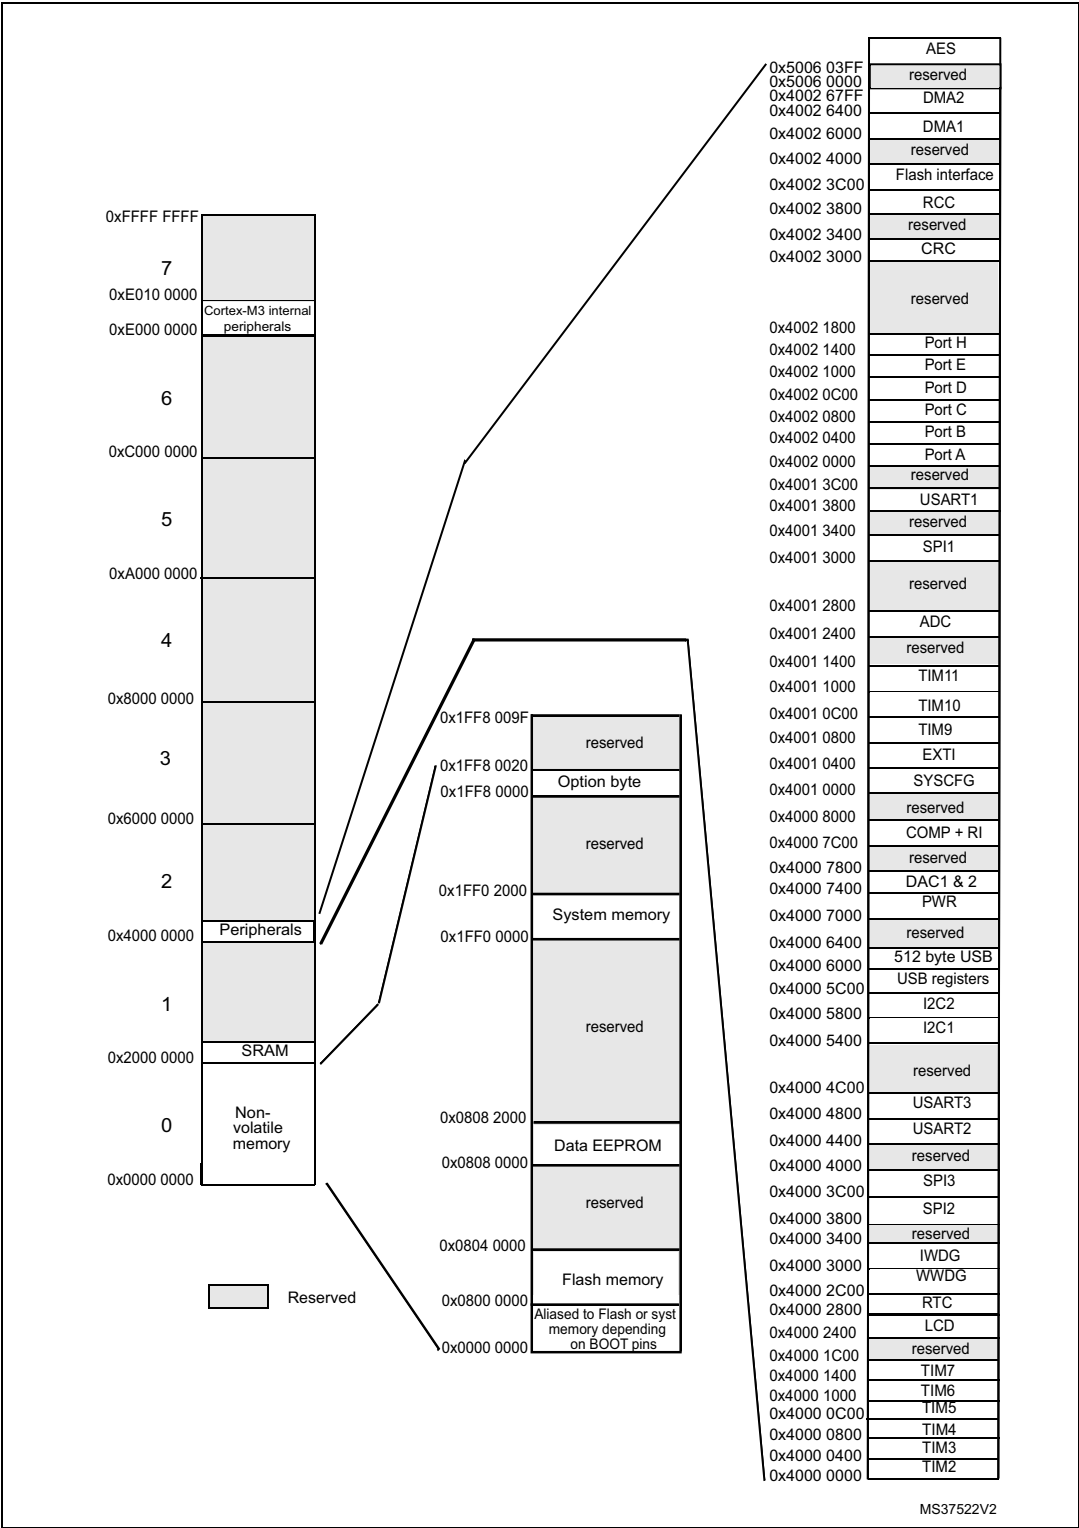 0xFFFF FFFF
7
0xE010 0000
Cortex-M3 internal
peripherals
0xE000 0000
6
0xC000 0000
5
0xA000 0000
4
0x8000 0000
3
0x6000 0000
2
Peripherals
0x4000 0000
1
SRAM
0x2000 0000
0
Non-
volatile
memory
0x0000 0000
Reserved
0x1FF8 009F
reserved
0x1FF8 0020
Option byte
0x1FF8 0000
reserved
0x1FF0 2000
System memory
0x1FF0 0000
reserved
0x0808 2000
Data EEPROM
0x0808 0000
reserved
0x0804 0000
Flash memory
0x0800 0000
Aliased to Flash or syst
memory depending
on BOOT pins
0x0000 0000
AES
0x5006 03FF
reserved
0x5006 0000
0x4002 67FF
DMA2
0x4002 6400
DMA1
0x4002 6000
reserved
0x4002 4000
Flash interface
0x4002 3C00
RCC
0x4002 3800
reserved
0x4002 3400
CRC
0x4002 3000
reserved
0x4002 1800
Port H
0x4002 1400
Port E
0x4002 1000
Port D
0x4002 0C00
Port C
0x4002 0800
Port B
0x4002 0400
Port A
0x4002 0000
reserved
0x4001 3C00
USART1
0x4001 3800
reserved
0x4001 3400
SPI1
0x4001 3000
reserved
0x4001 2800
ADC
0x4001 2400
reserved
0x4001 1400
TIM11
0x4001 1000
TIM10
0x4001 0C00
TIM9
0x4001 0800
EXTI
0x4001 0400
SYSCFG
0x4001 0000
reserved
0x4000 8000
COMP + RI
0x4000 7C00
reserved
0x4000 7800
DAC1 & 2
0x4000 7400
PWR
0x4000 7000
reserved
0x4000 6400
512 byte USB
0x4000 6000
USB registers
0x4000 5C00
I2C2
0x4000 5800
I2C1
0x4000 5400
reserved
0x4000 4C00
USART3
0x4000 4800
USART2
0x4000 4400
reserved
0x4000 4000
SPI3
0x4000 3C00
SPI2
0x4000 3800
reserved
0x4000 3400
IWDG
0x4000 3000
WWDG
0x4000 2C00
RTC
0x4000 2800
LCD
0x4000 2400
reserved
0x4000 1C00
TIM7
0x4000 1400
TIM6
0x4000 1000
TIM5
0x4000 0C00
TIM4
0x4000 0800
TIM3
0x4000 0400
TIM2
0x4000 0000
MS37522V2